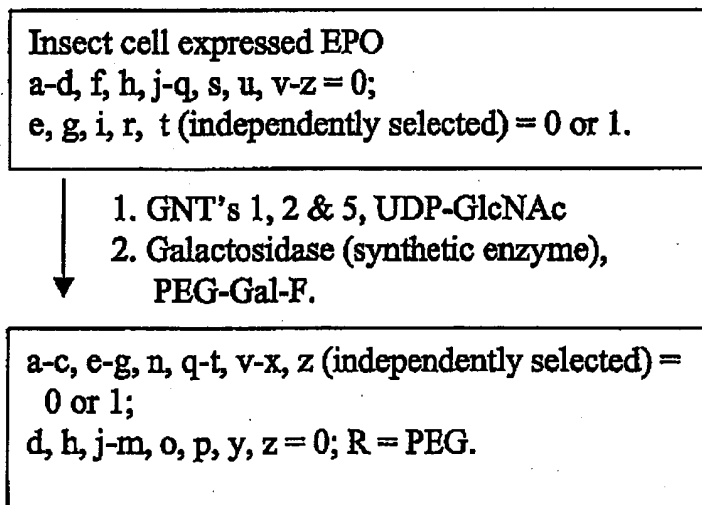 Insect cell expressed EPO
a-d, f, h, j-q, s, u, v-z = 0;
e, g, i, r, t (independently selected) = 0 or 1.
1. GNT's 1, 2 & 5, UDP-GlcNAc
2. Galactosidase (synthetic enzyme),
PEG-Gal-F.
a-c, e-g, n, q-t, v-x, z (independently selected) =
0 or 1;
d, h, j-m, o, p, y, z = 0; R = PEG.